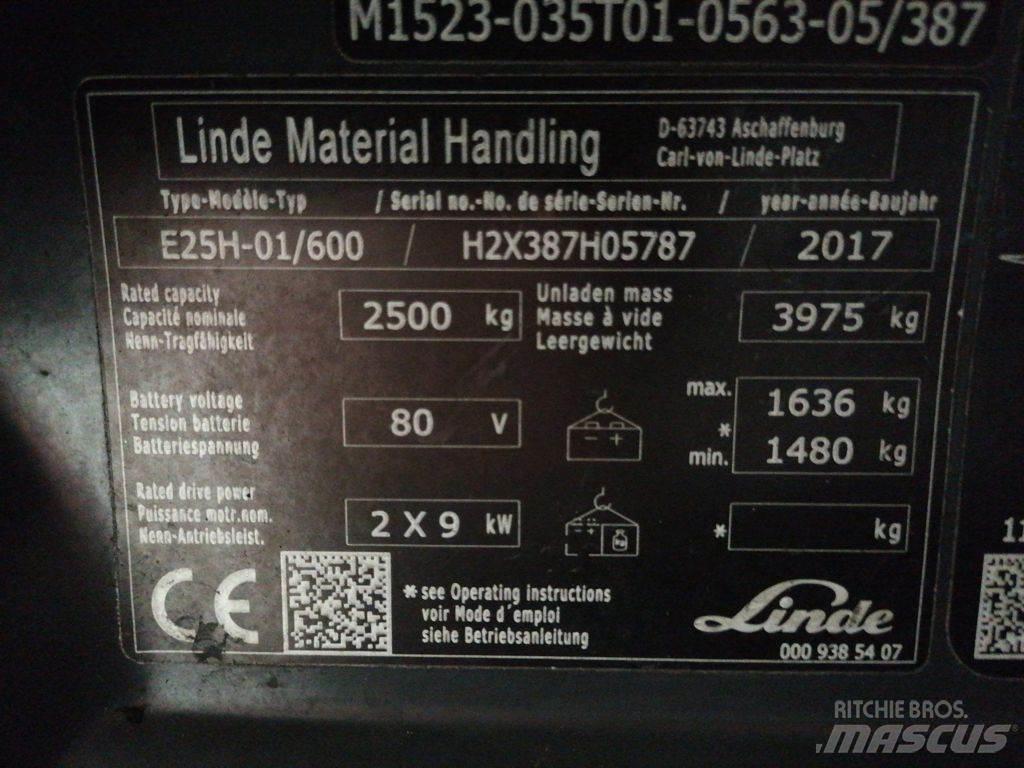 M1523-035T01-0563-05/387
Linde Material Handling
D-63743 Aschaffenburg
Carl-von-Linde-Platz
Type-Modèle-Typ / Serial no.-No. de série-Serien-Nr. / year-année-Baujahr
E25H-01/600 / H2X387H05787 / 2017
Rated capacity
Capacité nominale
Nenn-Tragfähigkeit
2500 kg
Unladen mass
Masse à vide
Leergewicht
3975 kg
Battery voltage
Tension batterie
Batteriespannung
80 V
- +
max. 1636 kg
*
min. 1480 kg
Rated drive power
Puissance motr.nom.
Nenn-Antriebsleist.
2 X 9 kW
- +
kg
* kg
CE
* see Operating instructions
voir Mode d'emploi
siehe Betriebsanleitung
Linde
000 938 54 07
11
RITCHIE BROS.
MASCUS